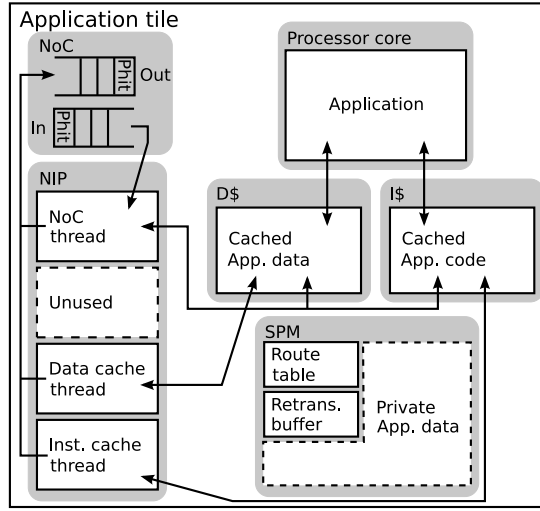 Application tile
NoC
Phit
Out
In
Phit
Processor core
Application
NIP
NoC
thread
Unused
Data cache
thread
Inst. cache
thread
D$
Cached
App. data
I$
Cached
App. code
SPM
Route
table
Retrans.
buffer
Private
App. data